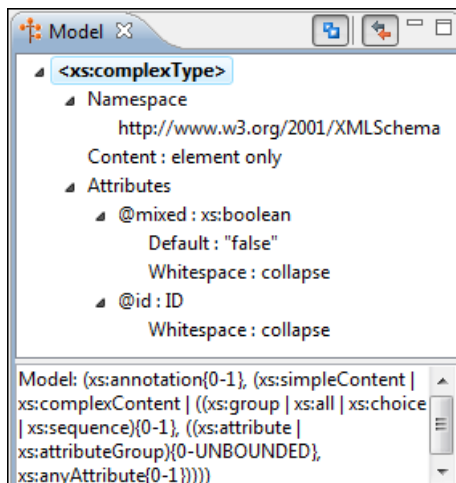 Model
<xs:complexType>
Namespace
http://www.w3.org/2001/XMLSchema
Content : element only
Attributes
@mixed : xs:boolean
Default : "false"
Whitespace : collapse
@id : ID
Whitespace : collapse
Model: (xs:annotation{0-1}, (xs:simpleContent |
xs:complexContent | ((xs:group | xs:all | xs:choice
| xs:sequence){0-1}, ((xs:attribute |
xs:attributeGroup){0-UNBOUNDED},
xs:anyAttribute{0-1}))))